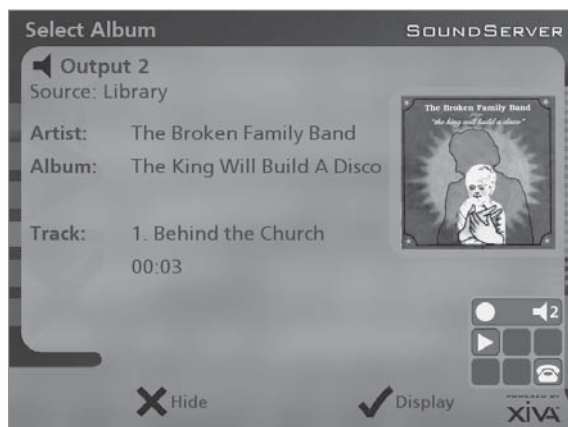 Select Album
SOUNDSERVER
Output 2
Source: Library
Artist: The Broken Family Band
Album: The King Will Build A Disco
Track: 1. Behind the Church
00:03
The Broken Family Band
"the king will build a disco"
2
Hide
Display
POWERED BY
XiVA